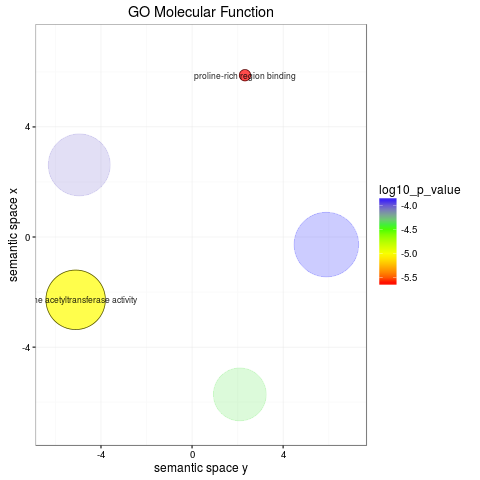 GO Molecular Function
proline-rich region binding
4
0
-4
semantic space x
acetyltransferase activity
-4
0
4
semantic space y
log10_p_value
-4.0
-4.5
-5.0
-5.5